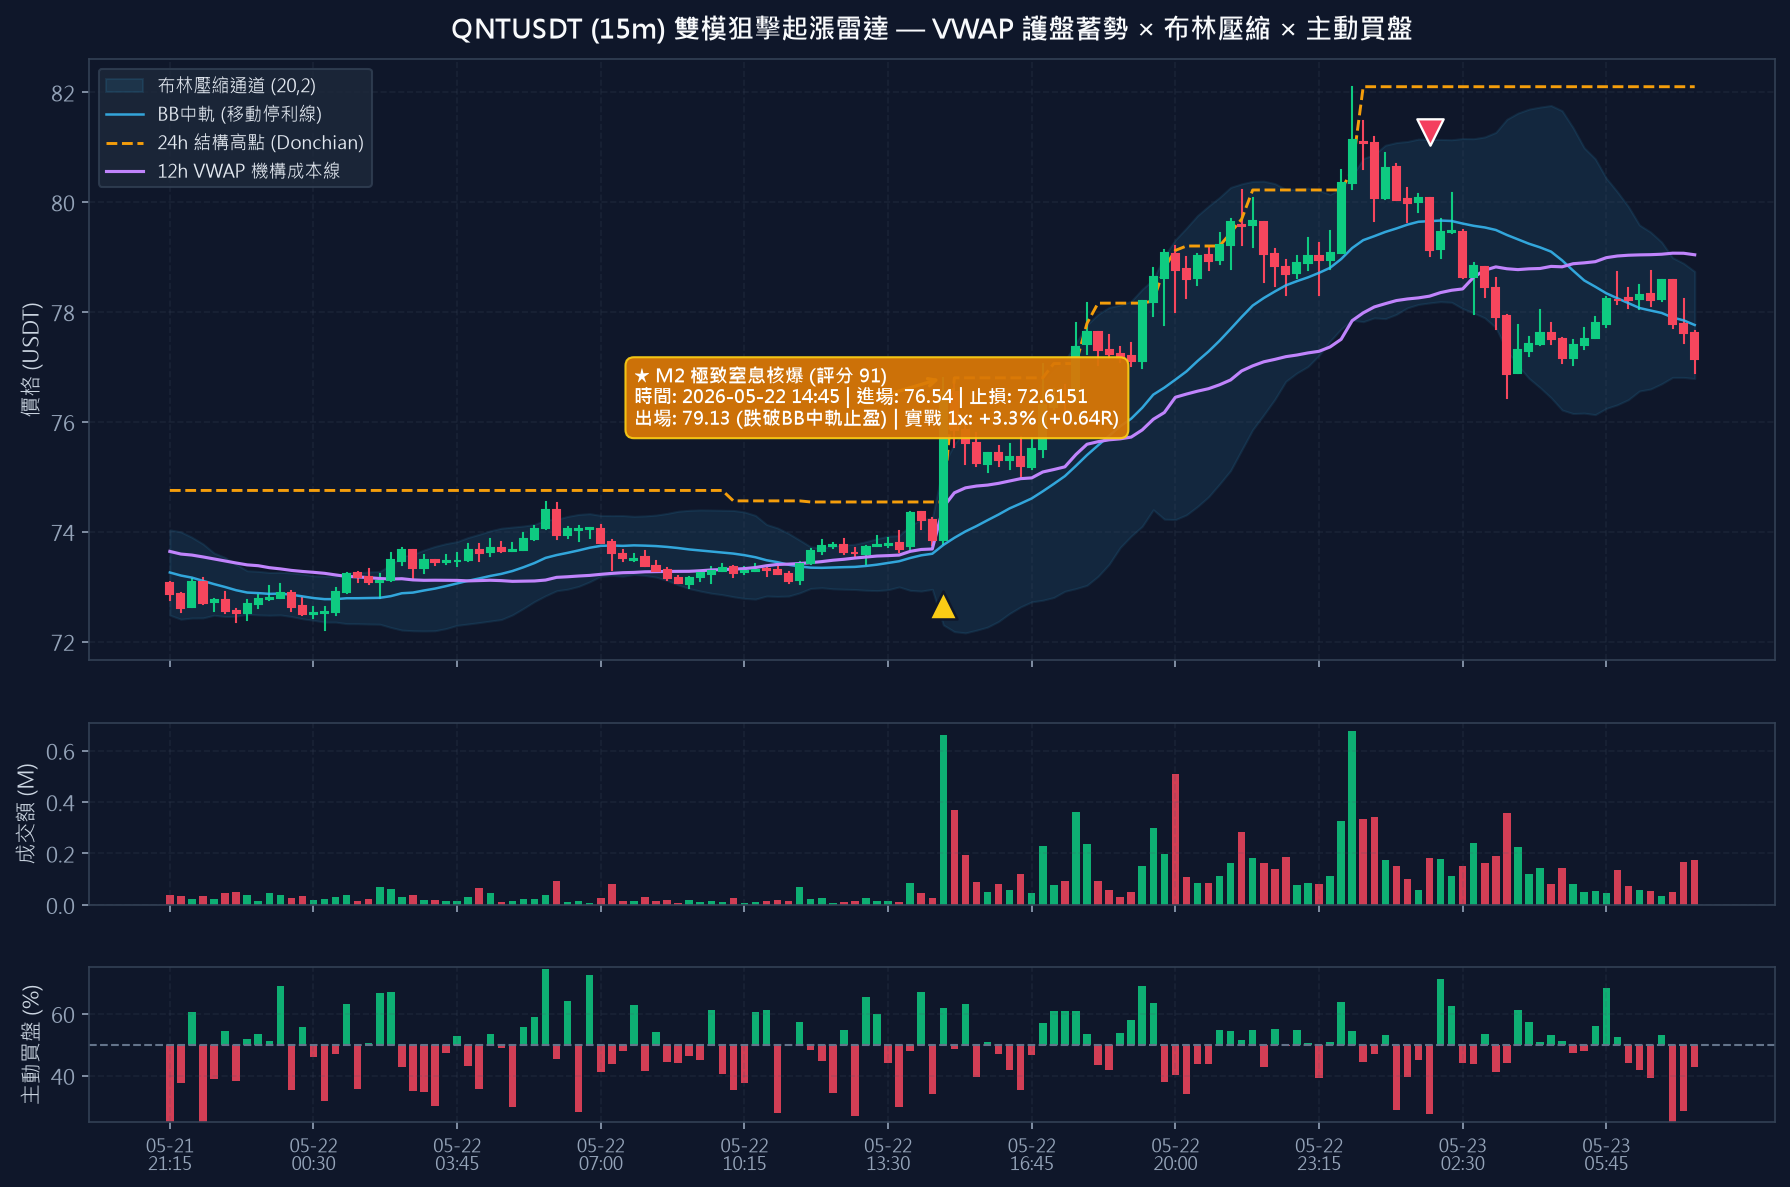 QNTUSDT (15m) 雙模狙擊起漲雷達 — VWAP 護盤蓄勢 × 布林壓縮 × 主動買盤
布林壓縮通道 (20,2)
BB中軌 (移動停利線)
24h 結構高點 (Donchian)
12h VWAP 機構成本線
價格 (USDT)
82
80
78
76
74
72
★ M2 極致窒息核爆 (評分 91)
時間: 2026-05-22 14:45 | 進場: 76.54 | 止損: 72.6151
出場: 79.13 (跌破BB中軌止盈) | 實戰 1x: +3.3% (+0.64R)
成交額 (M)
0.6
0.4
0.2
0.0
主動買盤 (%)
60
40
05-21 05-22 05-22 05-22 05-22 05-22 05-22 05-22 05-22 05-23 05-23
21:15 00:30 03:45 07:00 10:15 13:30 16:45 20:00 23:15 02:30 05:45